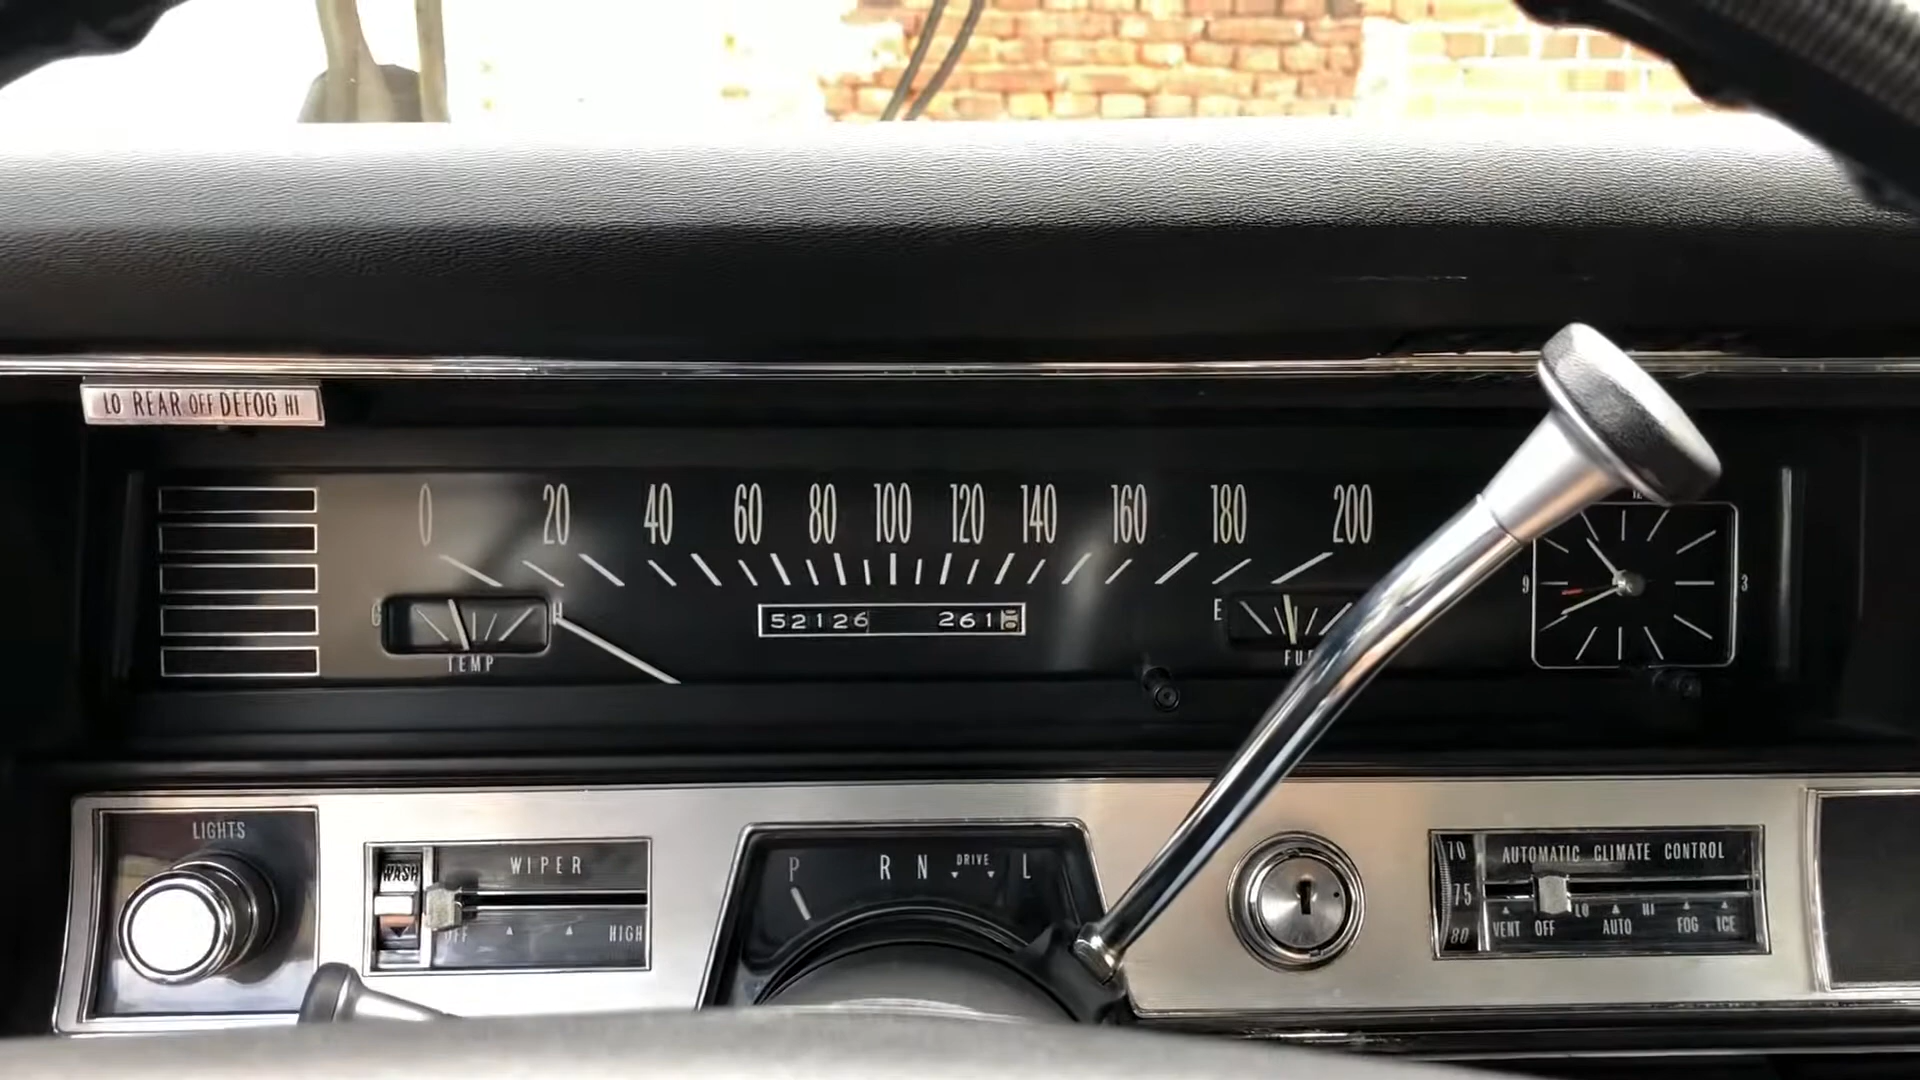 LO REAR OFF DEFOG HI
0 20 40 60 80 100 120 140 160 180 200
C H
TEMP
52126 261
E
9 3
LIGHTS
WASH
WIPER
OFF HIGH
P R N DRIVE L
70
75
80
AUTOMATIC CLIMATE CONTROL
LO HI
VENT OFF AUTO FOG ICE